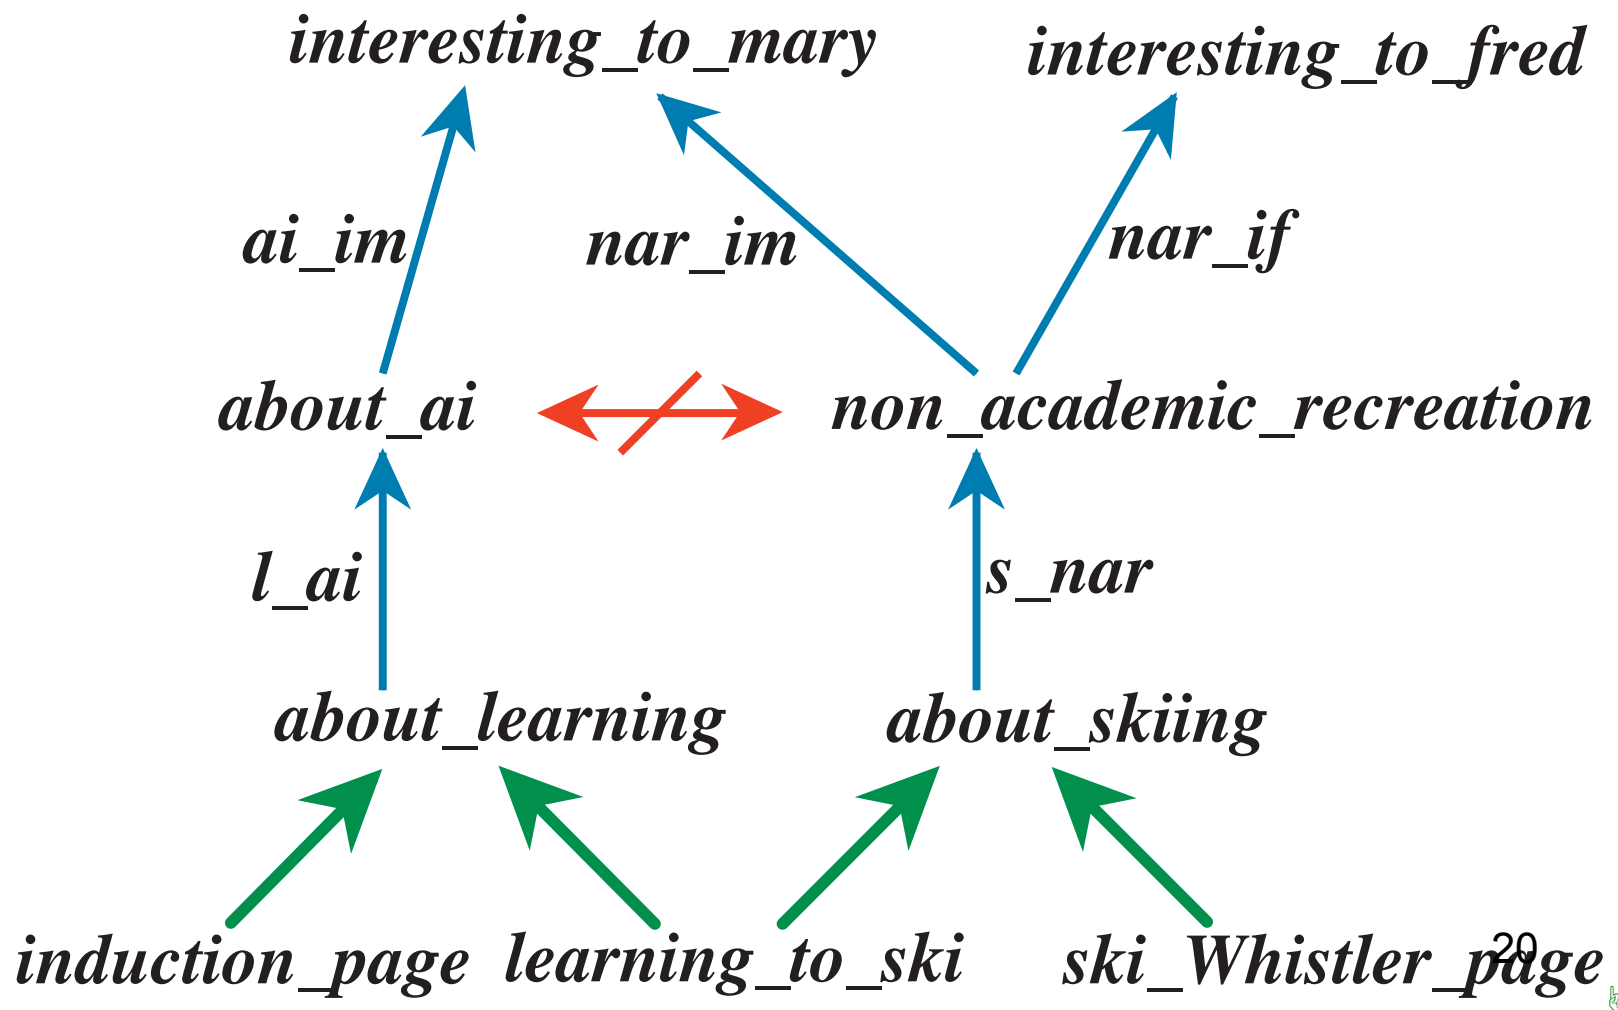 interesting_to_mary
interesting_to_fred
ai_im
nar_im
nar_if
about_ai
non_academic_recreation
l_ai
s_nar
about_learning
about_skiing
induction_page
learning_to_ski
ski_Whistler_page
20